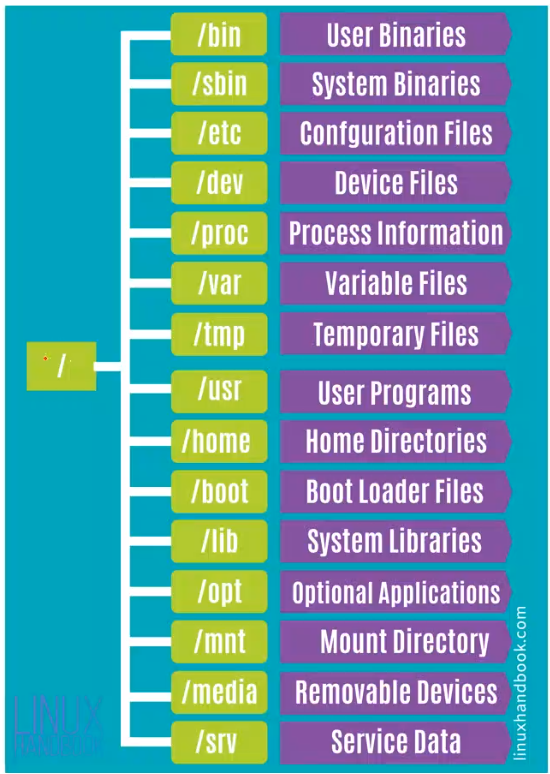 /bin User Binaries
/sbin System Binaries
/etc Confguration Files
/dev Device Files
/proc Process Information
/var Variable Files
/tmp Temporary Files
/
/usr User Programs
/home Home Directories
/boot Boot Loader Files
/lib System Libraries
/opt Optional Applications
/mnt Mount Directory
/media Removable Devices
/srv Service Data
linuxhandbook.com
LINUX
HANDBOOK